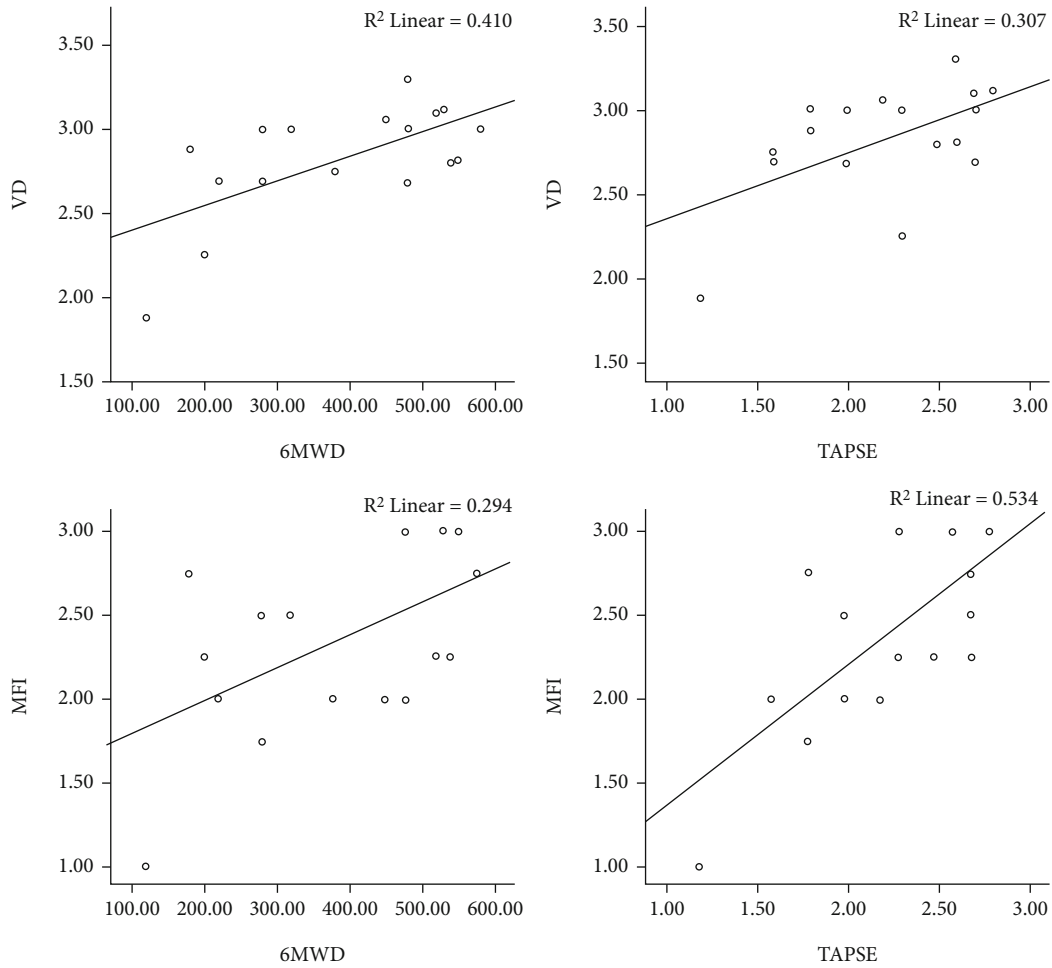 R² Linear = 0.410
3.50
3.00
2.50
2.00
1.50
VD
100.00 200.00 300.00 400.00 500.00 600.00
6MWD
R² Linear = 0.307
3.50
3.00
2.50
2.00
1.50
VD
1.00 1.50 2.00 2.50 3.00
TAPSE
R² Linear = 0.294
3.00
2.50
2.00
1.50
1.00
MFI
100.00 200.00 300.00 400.00 500.00 600.00
6MWD
R² Linear = 0.534
3.00
2.50
2.00
1.50
1.00
MFI
1.00 1.50 2.00 2.50 3.00
TAPSE